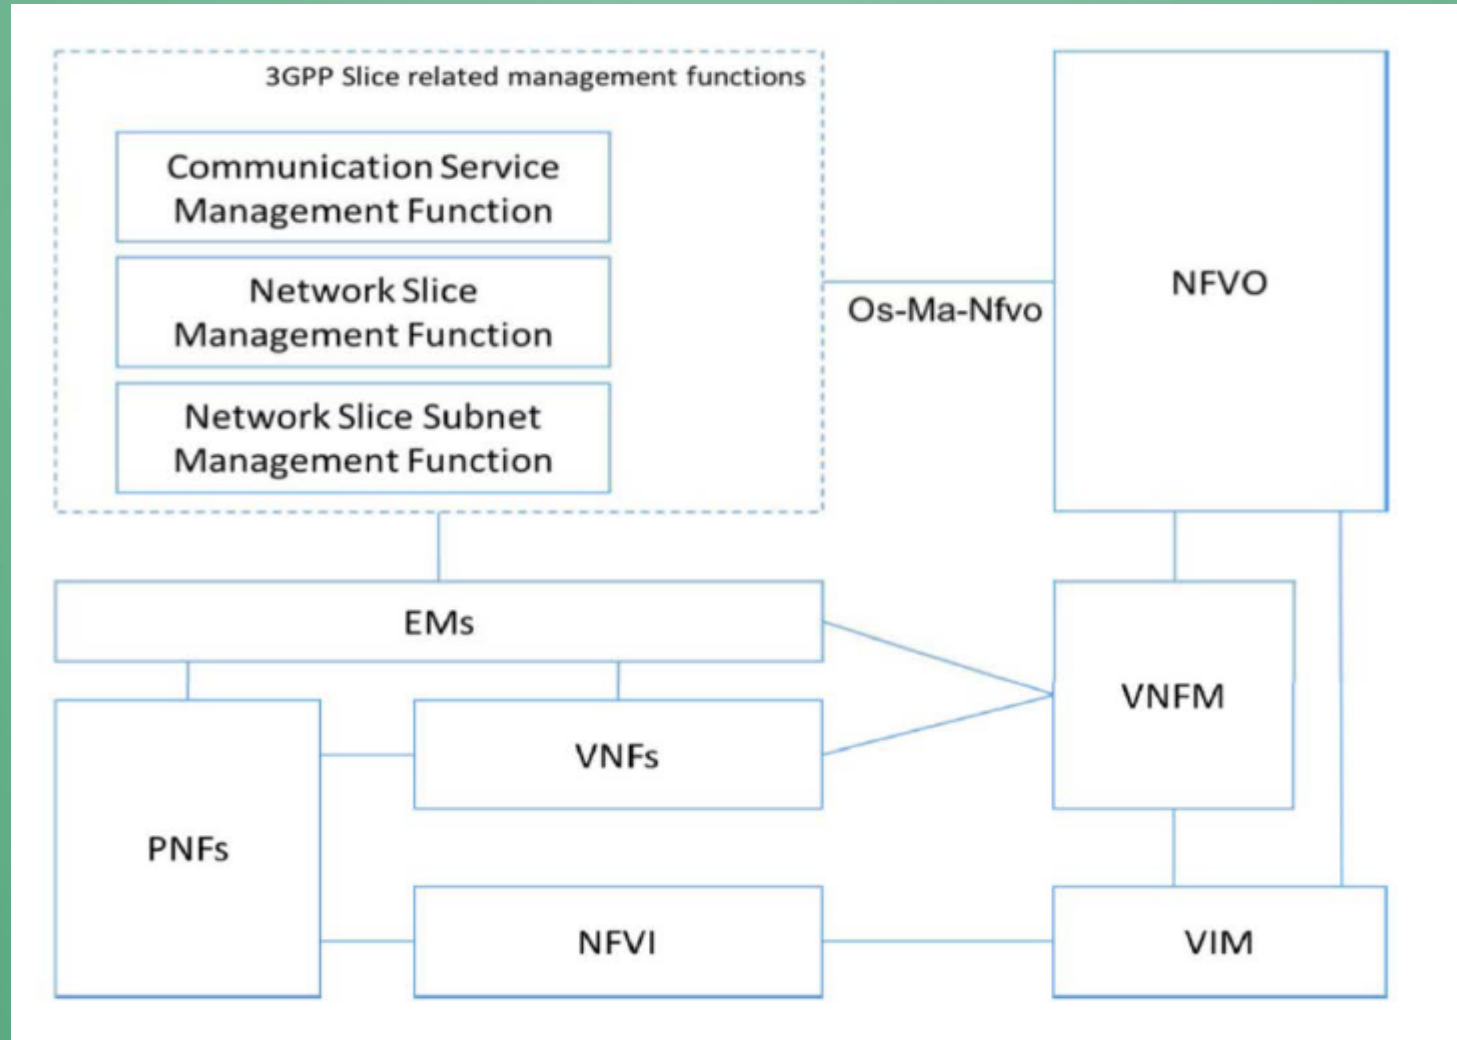 3GPP Slice related management functions
Communication Service
Management Function
Network Slice
Management Function
Network Slice Subnet
Management Function
NFVO
Os-Ma-Nfvo
EMs
VNFM
VNFs
PNFs
NFVI
VIM